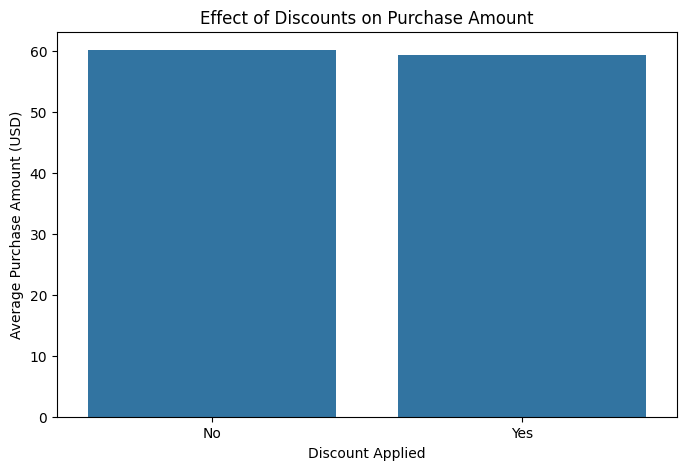 Effect of Discounts on Purchase Amount
Average Purchase Amount (USD)
60
50
40
30
20
10
0
No Yes
Discount Applied